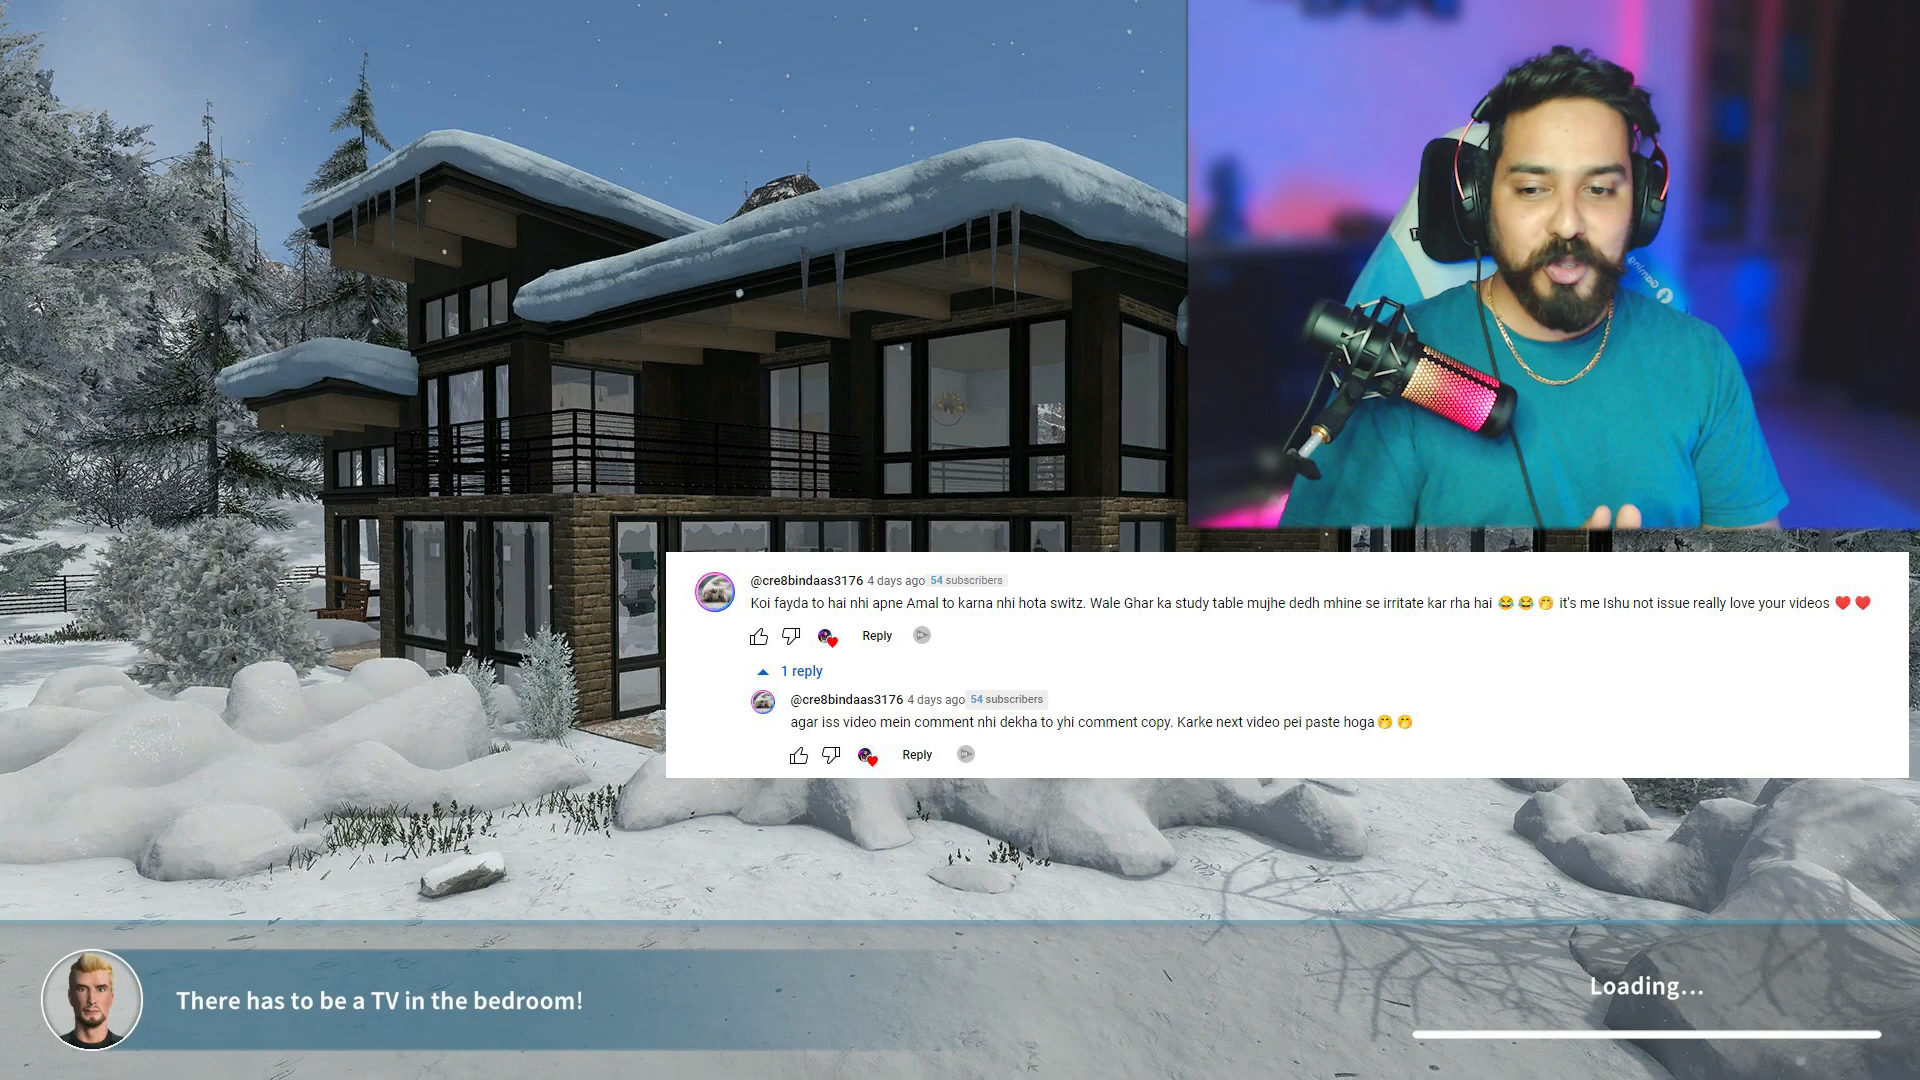 @cre8bindaas3176 4 days ago 54 subscribers
Koi fayda to hai nhi apne Amal to karna nhi hota switz. Wale Ghar ka study table mujhe dedh mhine se irritate kar rha hai 😂 😂 🤭 it's me Ishu not issue really love your videos ❤️ ❤️
Reply
1 reply
@cre8bindaas3176 4 days ago 54 subscribers
agar iss video mein comment nhi dekha to yhi comment copy. Karke next video pei paste hoga🤭 🤭
Reply
There has to be a TV in the bedroom!
Loading...